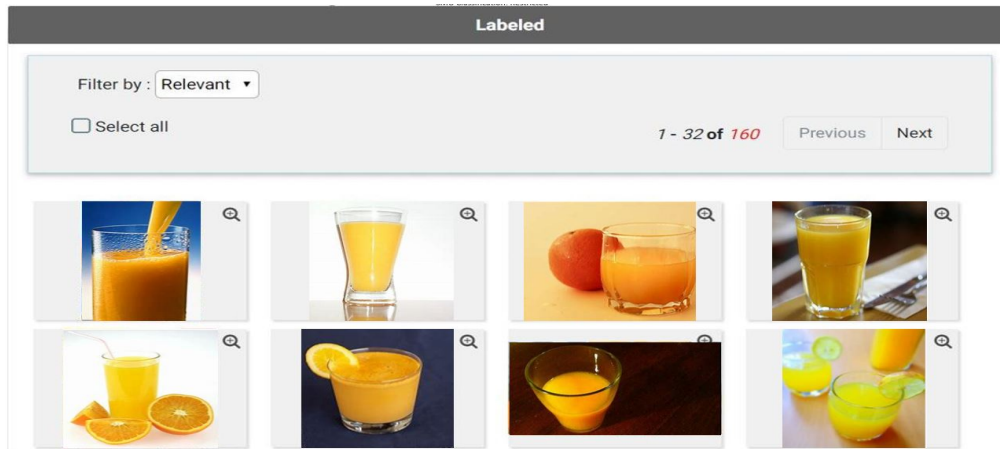 Labeled
Filter by : Relevant
Select all
1 - 32 of 160 Previous Next